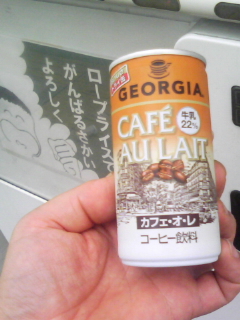 ロープライスで
がんばるさかい
よろしく
GEORGIA
CAFÉ
牛乳
22%
AU LAIT
カフェ・オ・レ
コーヒー飲料